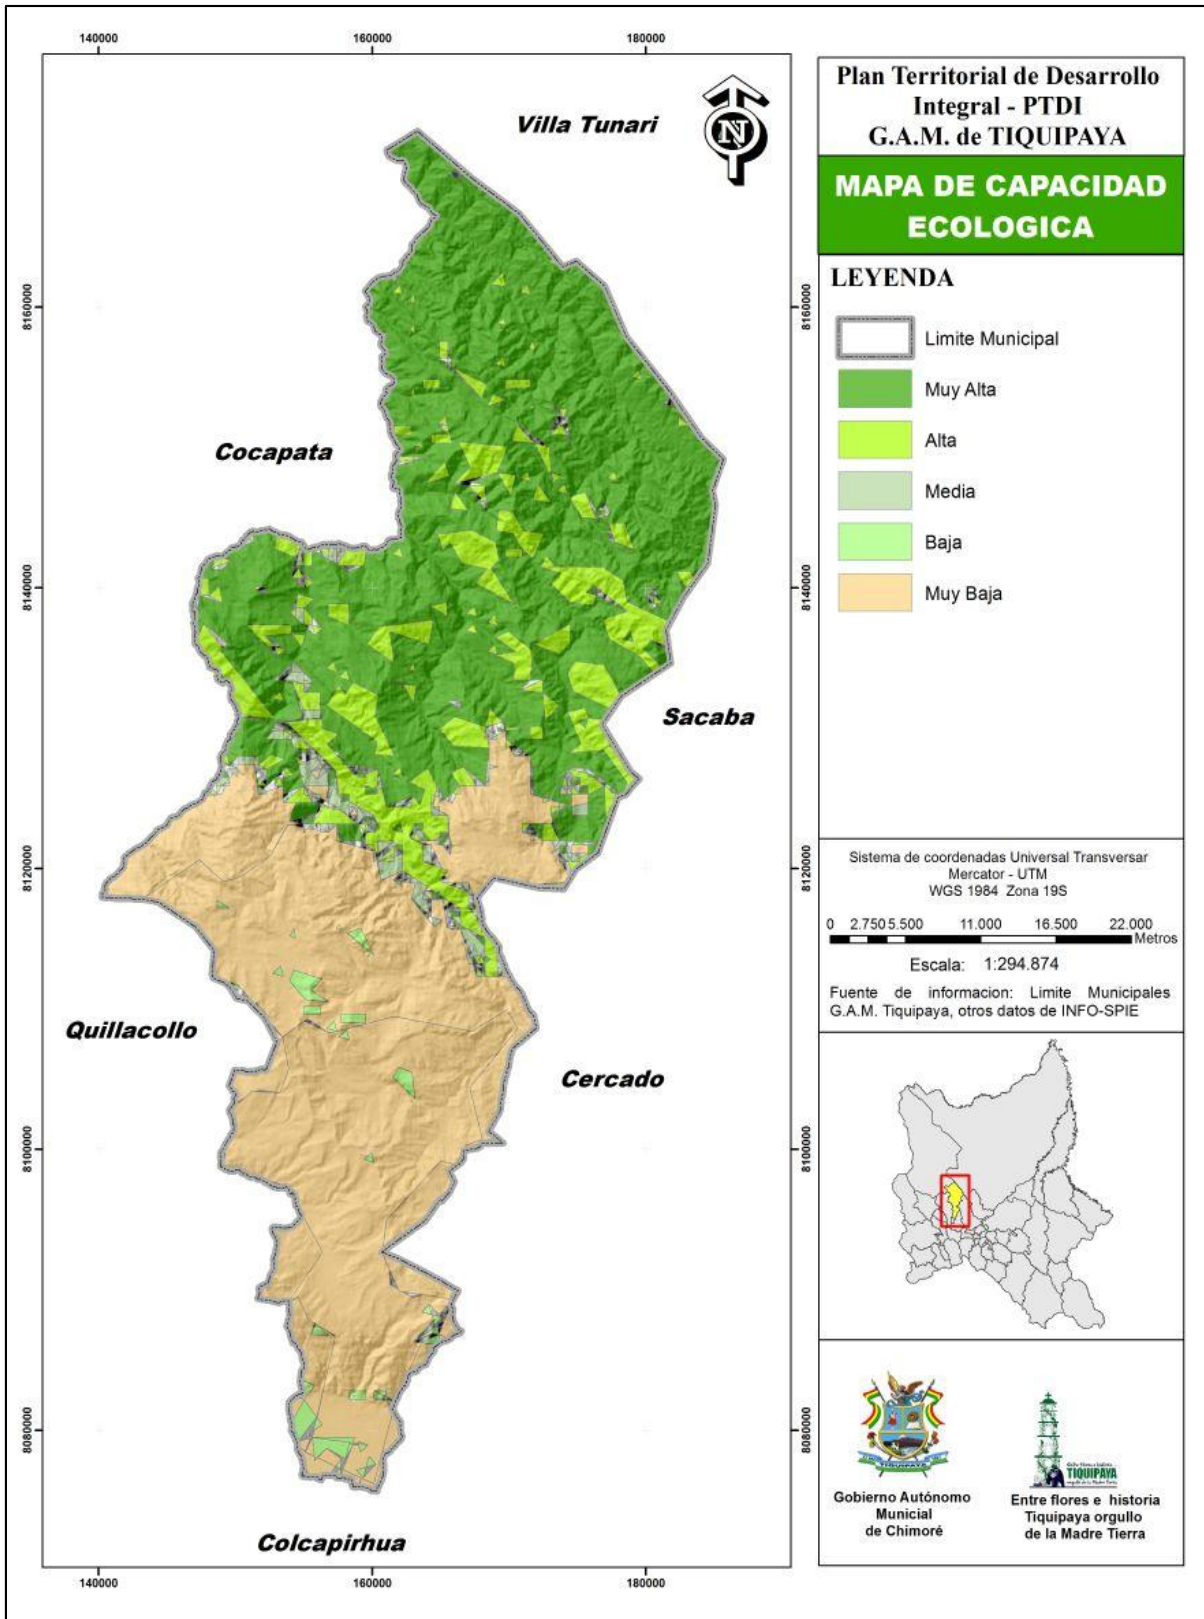 140000
160000
180000
Villa Tunari
N
8160000
8160000
Cocapata
8140000
8140000
Sacaba
8120000
8120000
Quillacollo
Cercado
8100000
8100000
8080000
8080000
Colcapirhua
140000
160000
180000
Plan Territorial de Desarrollo
Integral - PTDI
G.A.M. de TIQUIPAYA
MAPA DE CAPACIDAD
ECOLOGICA
LEYENDA
Limite Municipal
Muy Alta
Alta
Media
Baja
Muy Baja
Sistema de coordenadas Universal Transversar
Mercator - UTM
WGS 1984 Zona 19S
0 2.750 5.500 11.000 16.500 22.000
Metros
Escala: 1:294.874
Fuente de informacion: Limite Municipales
G.A.M. Tiquipaya, otros datos de INFO-SPIE
TIQUIPAYA
Gobierno Autónomo
Municial
de Chimoré
TIQUIPAYA
Entre flores e historia
Tiquipaya orgullo
de la Madre Tierra